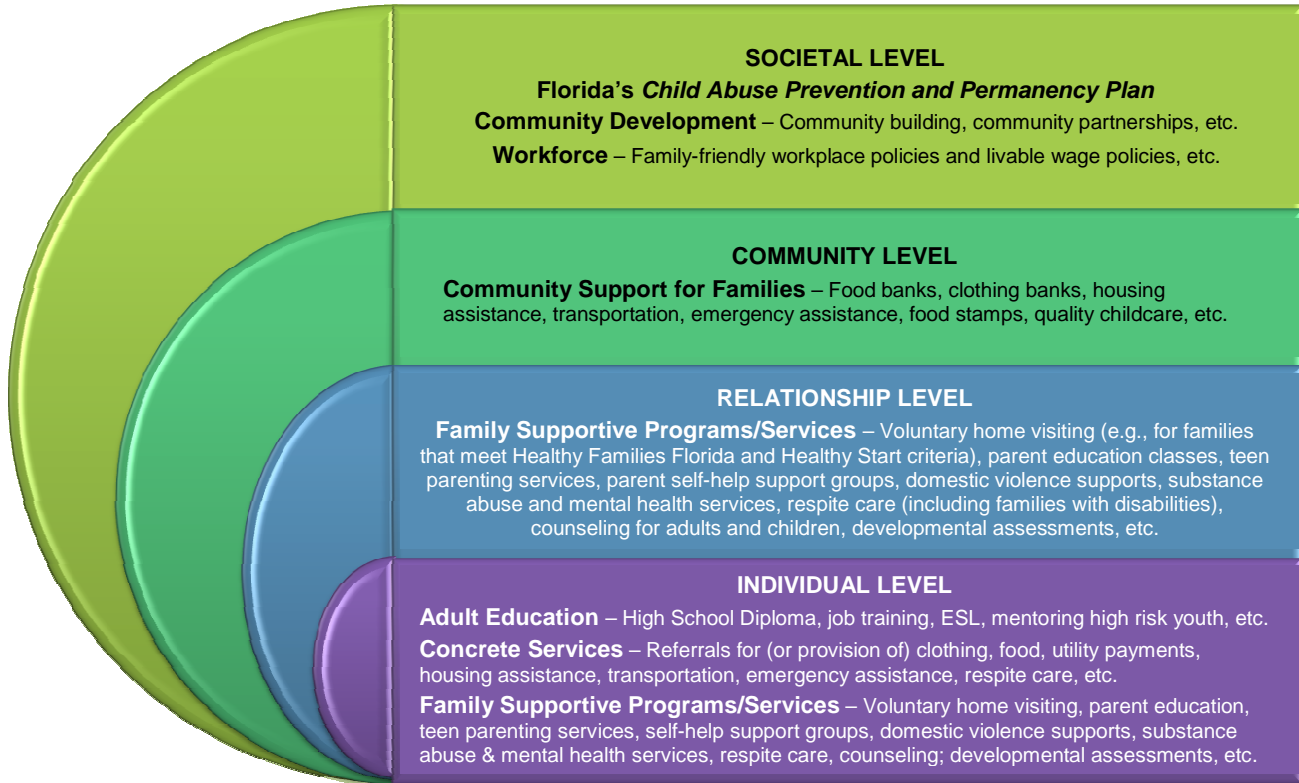 SOCIETAL LEVEL
Florida's Child Abuse Prevention and Permanency Plan
Community Development – Community building, community partnerships, etc.
Workforce – Family-friendly workplace policies and livable wage policies, etc.
COMMUNITY LEVEL
Community Support for Families – Food banks, clothing banks, housing
assistance, transportation, emergency assistance, food stamps, quality childcare, etc.
RELATIONSHIP LEVEL
Family Supportive Programs/Services – Voluntary home visiting (e.g., for families
that meet Healthy Families Florida and Healthy Start criteria), parent education classes, teen
parenting services, parent self-help support groups, domestic violence supports, substance
abuse and mental health services, respite care (including families with disabilities),
counseling for adults and children, developmental assessments, etc.
INDIVIDUAL LEVEL
Adult Education – High School Diploma, job training, ESL, mentoring high risk youth, etc.
Concrete Services – Referrals for (or provision of) clothing, food, utility payments,
housing assistance, transportation, emergency assistance, respite care, etc.
Family Supportive Programs/Services – Voluntary home visiting, parent education,
teen parenting services, self-help support groups, domestic violence supports, substance
abuse & mental health services, respite care, counseling; developmental assessments, etc.